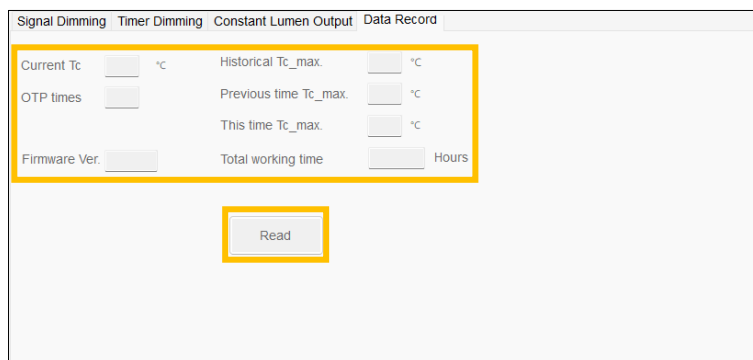 Signal Dimming Timer Dimming Constant Lumen Output Data Record
Current Tc °C Historical Tc_max. °C
OTP times Previous time Tc_max. °C
This time Tc_max. °C
Firmware Ver. Total working time Hours
Read